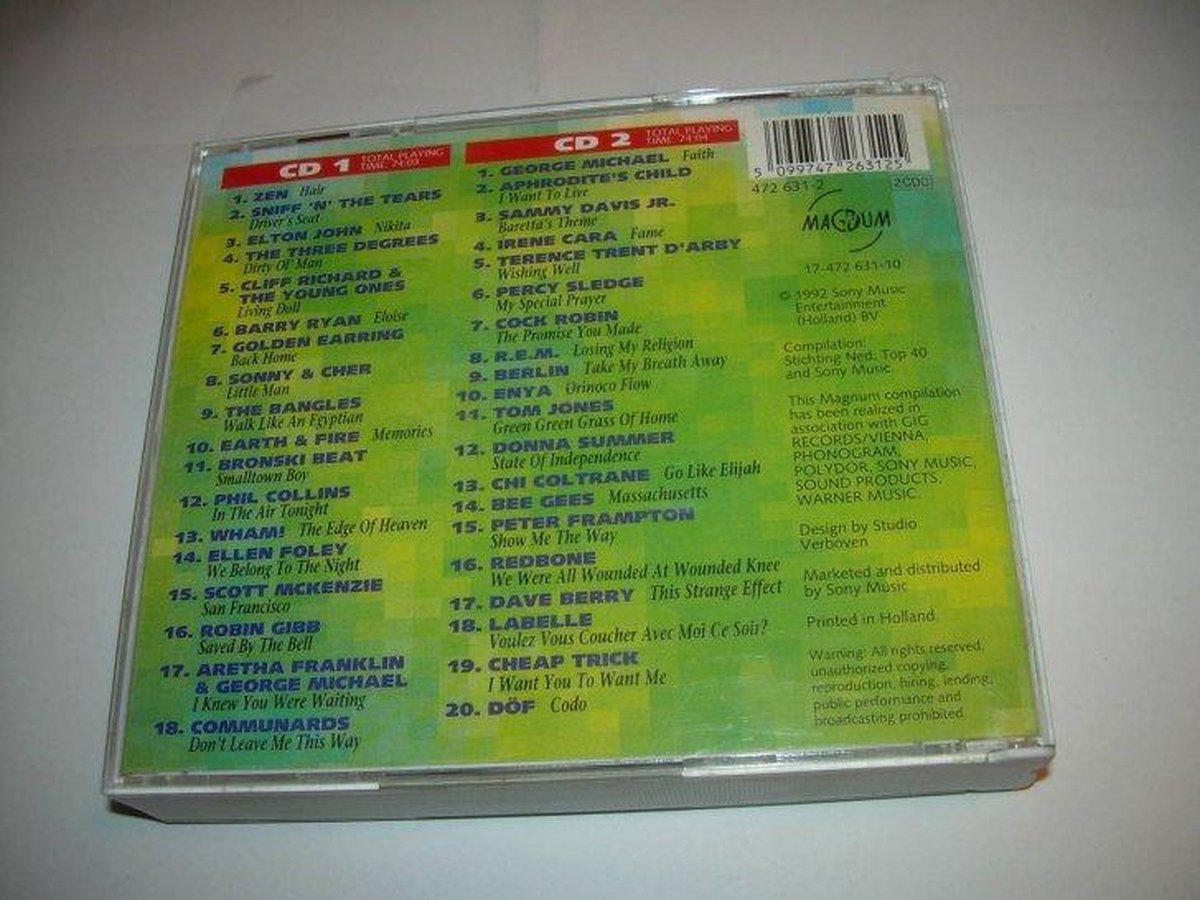 CD 1 TOTAL PLAYING
TIME 74:09
1. ZEN Hair
2. SNIFF 'N' THE TEARS
Driver's Seat
3. ELTON JOHN Nikita
4. THE THREE DEGREES
Dirty Ol' Man
5. CLIFF RICHARD &
THE YOUNG ONES
Living Doll
6. BARRY RYAN Eloise
7. GOLDEN EARRING
Back Home
8. SONNY & CHER
Little Man
9. THE BANGLES
Walk Like An Egyptian
10. EARTH & FIRE Memories
11. BRONSKI BEAT
Smalltown Boy
12. PHIL COLLINS
In The Air Tonight
13. WHAM! The Edge Of Heaven
14. ELLEN FOLEY
We Belong To The Night
15. SCOTT MCKENZIE
San Francisco
16. ROBIN GIBB
Saved By The Bell
17. ARETHA FRANKLIN
& GEORGE MICHAEL
I Knew You Were Waiting
18. COMMUNARDS
Don't Leave Me This Way
CD 2 TOTAL PLAYING
TIME 74:04
1. GEORGE MICHAEL Faith
2. APHRODITE'S CHILD
I Want To Live
3. SAMMY DAVIS JR.
Baretta's Theme
4. IRENE CARA Fame
5. TERENCE TRENT D'ARBY
Wishing Well
6. PERCY SLEDGE
My Special Prayer
7. COCK ROBIN
The Promise You Made
8. R.E.M. Losing My Religion
9. BERLIN Take My Breath Away
10. ENYA Orinoco Flow
11. TOM JONES
Green Green Grass Of Home
12. DONNA SUMMER
State Of Independence
13. CHI COLTRANE Go Like Elijah
14. BEE GEES Massachusetts
15. PETER FRAMPTON
Show Me The Way
16. REDBONE
We Were All Wounded At Wounded Knee
17. DAVE BERRY This Strange Effect
18. LABELLE
Voulez Vous Coucher Avec Moi Ce Soir?
19. CHEAP TRICK
I Want You To Want Me
20. DÖF Codo
5 099747 263125
472 631-2 2CD
MAGNUM
17-472 631-10
© 1992 Sony Music
Entertainment
(Holland) BV
Compilation:
Stichting Ned. Top 40
and Sony Music
This Magnum compilation
has been realized in
association with GIG
RECORDS/VIENNA,
PHONOGRAM,
POLYDOR, SONY MUSIC,
SOUND PRODUCTS,
WARNER MUSIC.
Design by Studio
Verboven
Marketed and distributed
by Sony Music
Printed in Holland
Warning: All rights reserved,
unauthorized copying,
reproduction, hiring, lending,
public performance and
broadcasting prohibited